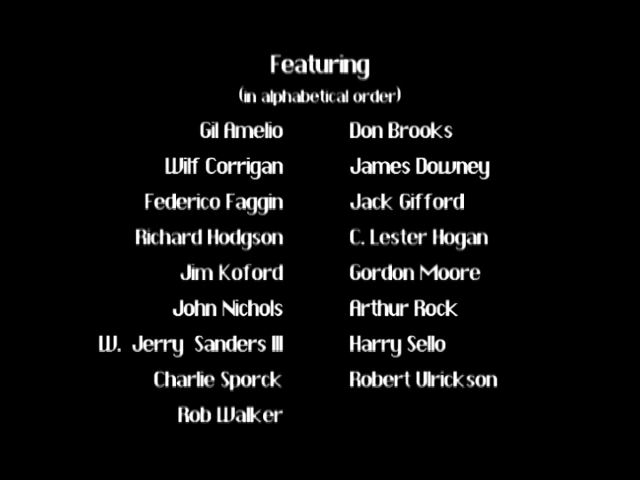 Featuring
(in alphabetical order)
Gil Amelio Don Brooks
Wilf Corrigan James Downey
Federico Faggin Jack Gifford
Richard Hodgson C. Lester Hogan
Jim Koford Gordon Moore
John Nichols Arthur Rock
W. Jerry Sanders III Harry Sello
Charlie Sporck Robert Ulrickson
Rob Walker